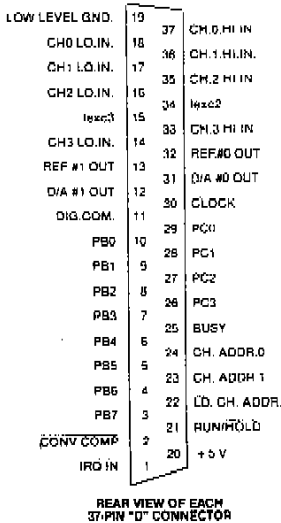 LOW LEVEL GND. 19
37 CH.0.HI IN
CH0 LO.IN. 18
36 CH.1.HI.IN.
CH1 LO.IN. 17
35 CH.2 HI IN
CH2 LO.IN. 16
34 Iexc2
Iexc3 15
33 CH.3 HI IN
CH3 LO.IN. 14
32 REF.#0 OUT
REF #1 OUT 13
31 D/A #0 OUT
D/A #1 OUT 12
30 CLOCK
DIG.COM. 11
29 PC0
PB0 10
28 PC1
PB1 9
27 PC2
PB2 8
26 PC3
PB3 7
25 BUSY
PB4 6
24 CH. ADDR.0
PB5 5
23 CH. ADDR 1
PB6 4
22 LD. CH. ADDR.
PB7 3
21 RUN/HOLD
CONV COMP 2
20 +5 V
IRQ IN 1
REAR VIEW OF EACH
37-PIN "D" CONNECTOR